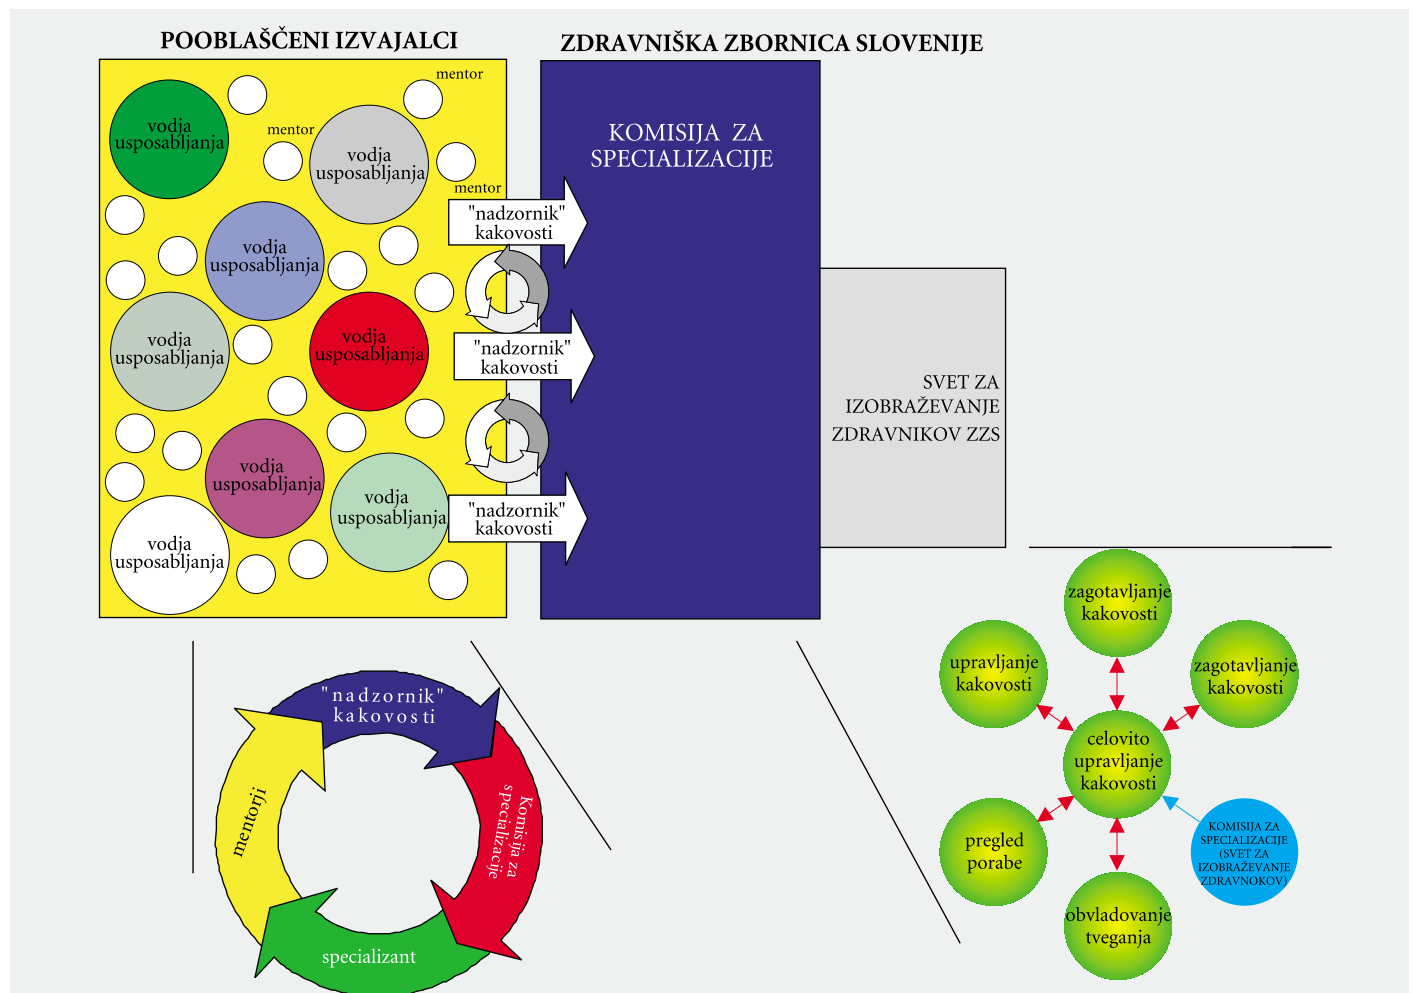 POOBLAŠČENI IZVAJALCI
ZDRAVNIŠKA ZBORNICA SLOVENIJE
mentor
mentor
mentor
vodja
usposabljanja
vodja
usposabljanja
vodja
usposabljanja
vodja
usposabljanja
vodja
usposabljanja
vodja
usposabljanja
vodja
usposabljanja
vodja
usposabljanja
"nadzornik"
kakovosti
"nadzornik"
kakovosti
"nadzornik"
kakovosti
KOMISIJA ZA
SPECIALIZACIJE
SVET ZA
IZOBRAŽEVANJE
ZDRAVNIKOV ZZS
"nadzornik"
kakovosti
Komisija za
specializacije
specializant
mentorji
zagotavljanje
kakovosti
upravljanje
kakovosti
zagotavljanje
kakovosti
celovito
upravljanje
kakovosti
pregled
porabe
KOMISIJA ZA
SPECIALIZACIJE
(SVET ZA
IZOBRAŽEVANJE
ZDRAVNOKOV)
obvladovanje
tveganja